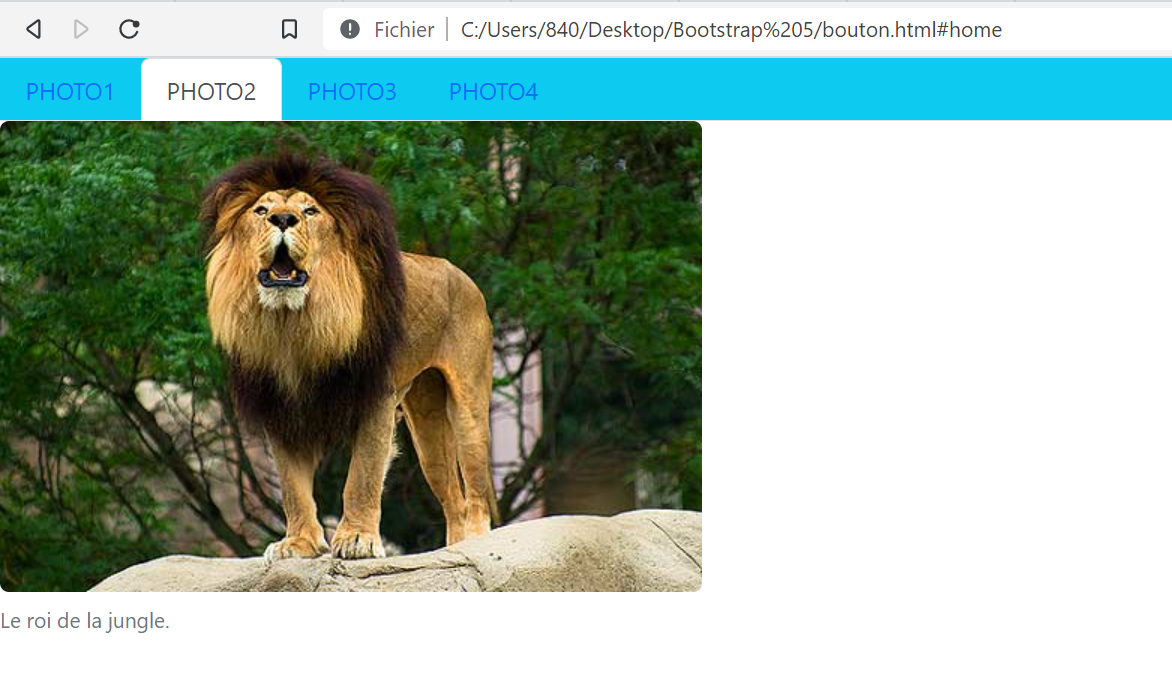 Fichier C:/Users/840/Desktop/Bootstrap%205/bouton.html#home
PHOTO1 PHOTO2 PHOTO3 PHOTO4
Le roi de la jungle.